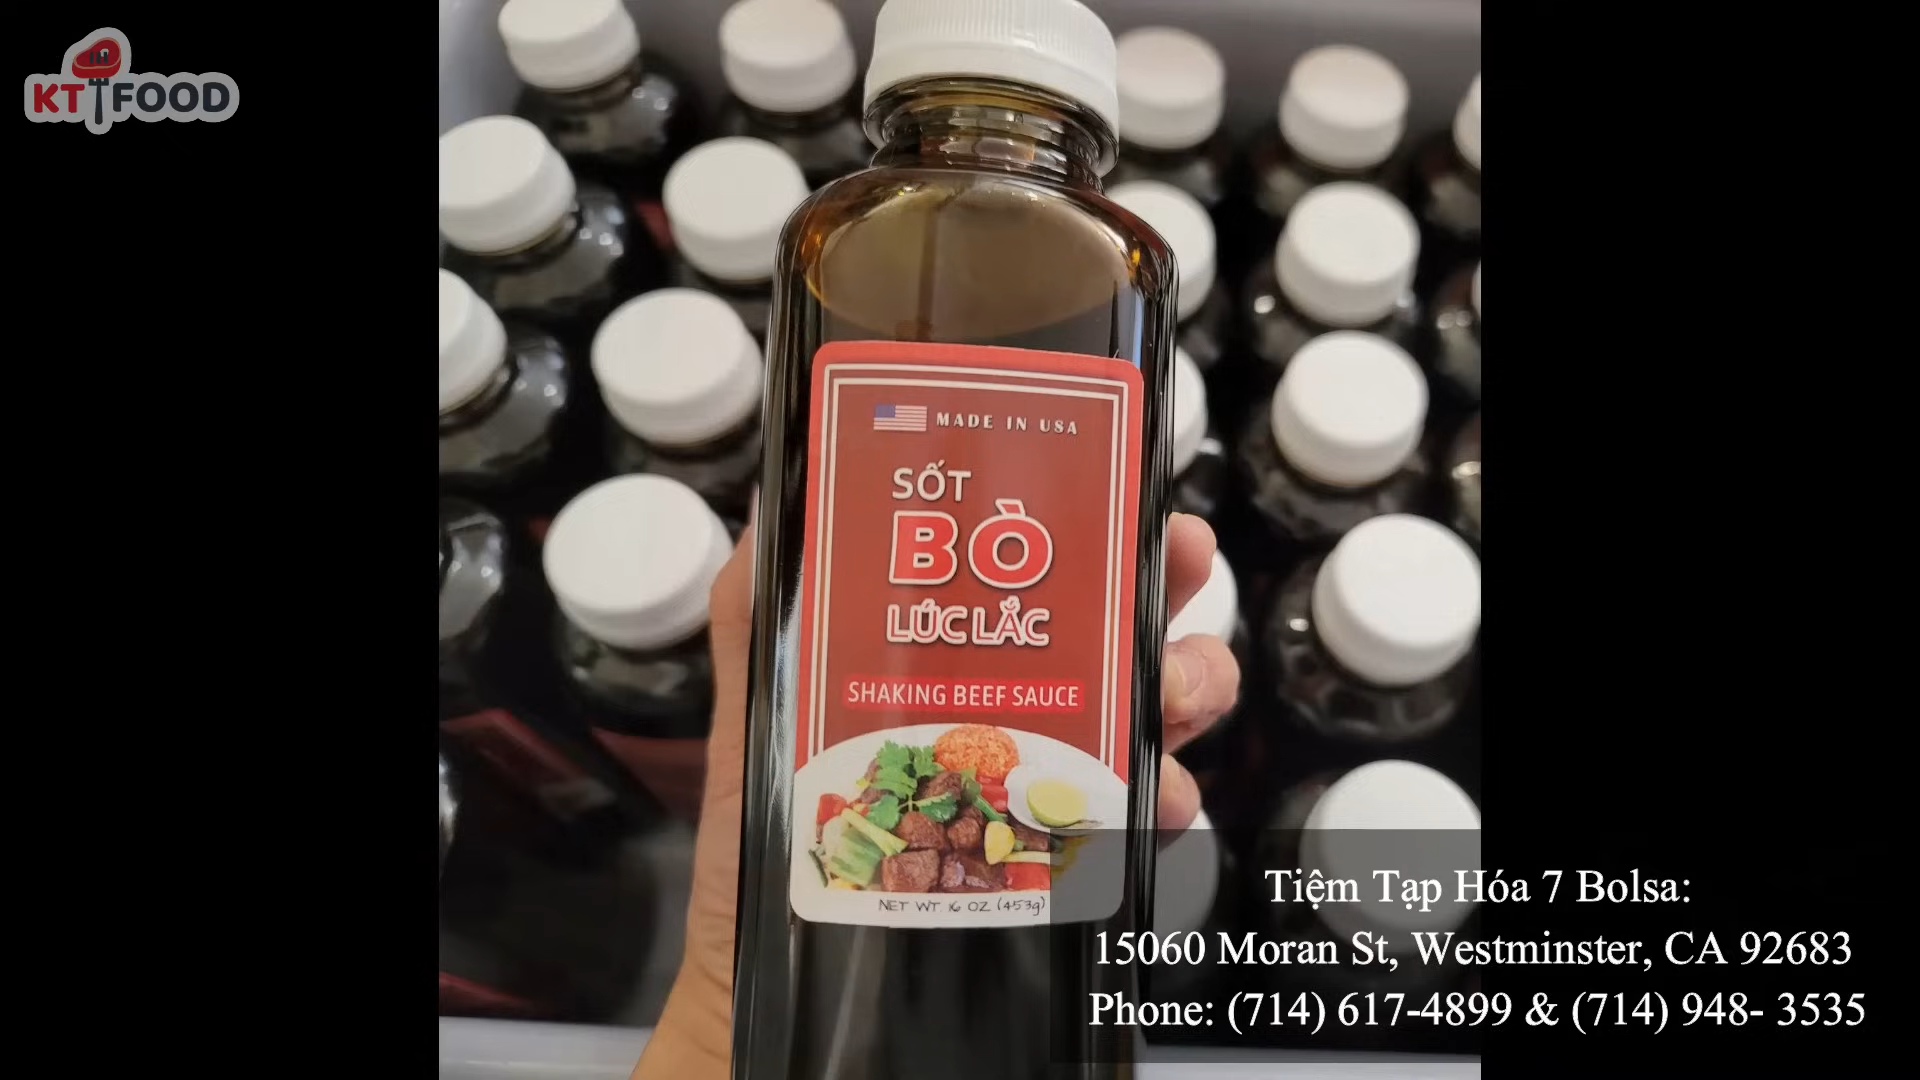 KT FOOD
MADE IN USA
SỐT
BÒ
LÚC LẮC
SHAKING BEEF SAUCE
NET WT. 16 OZ (453g)
Tiệm Tạp Hóa 7 Bolsa:
15060 Moran St, Westminster, CA 92683
Phone: (714) 617-4899 & (714) 948- 3535